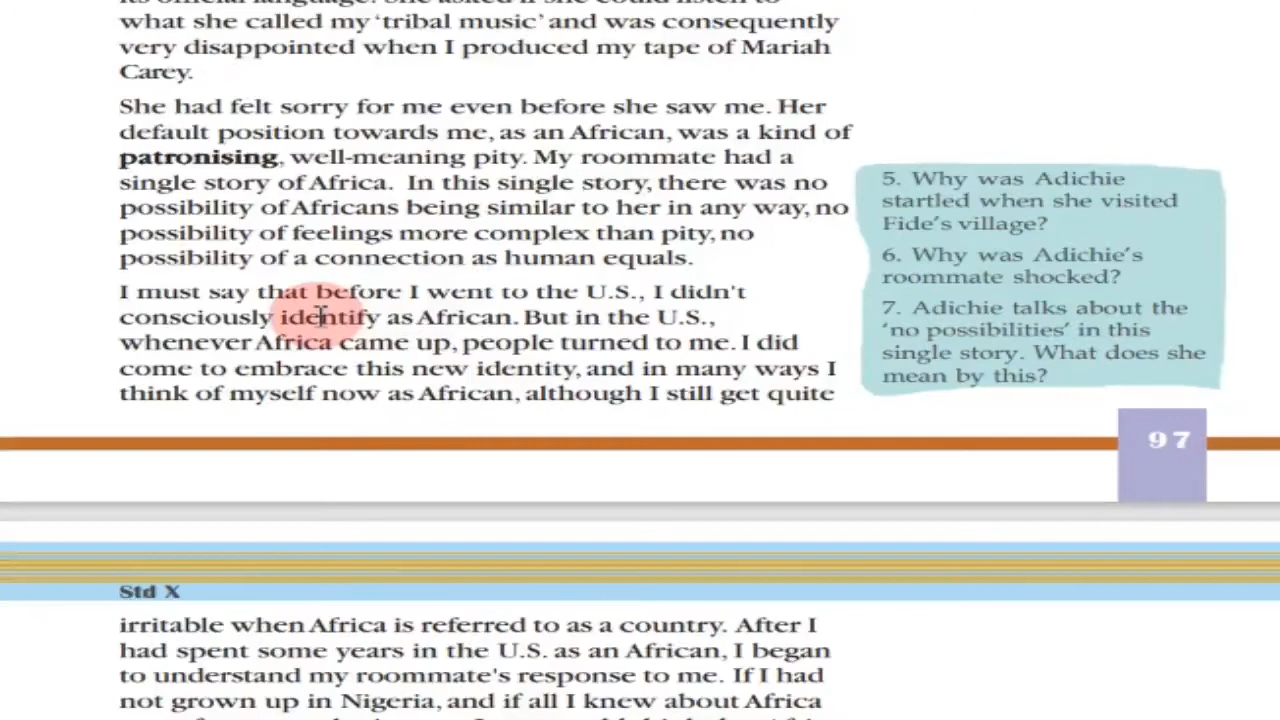 what she called my 'tribal music' and was consequently
very disappointed when I produced my tape of Mariah
Carey.
She had felt sorry for me even before she saw me. Her
default position towards me, as an African, was a kind of
patronising, well-meaning pity. My roommate had a
single story of Africa. In this single story, there was no
possibility of Africans being similar to her in any way, no
possibility of feelings more complex than pity, no
possibility of a connection as human equals.
I must say that before I went to the U.S., I didn't
consciously identify as African. But in the U.S.,
whenever Africa came up, people turned to me. I did
come to embrace this new identity, and in many ways I
think of myself now as African, although I still get quite
5. Why was Adichie
startled when she visited
Fide's village?
6. Why was Adichie's
roommate shocked?
7. Adichie talks about the
'no possibilities' in this
single story. What does she
mean by this?
97
Std X
irritable when Africa is referred to as a country. After I
had spent some years in the U.S. as an African, I began
to understand my roommate's response to me. If I had
not grown up in Nigeria, and if all I knew about Africa